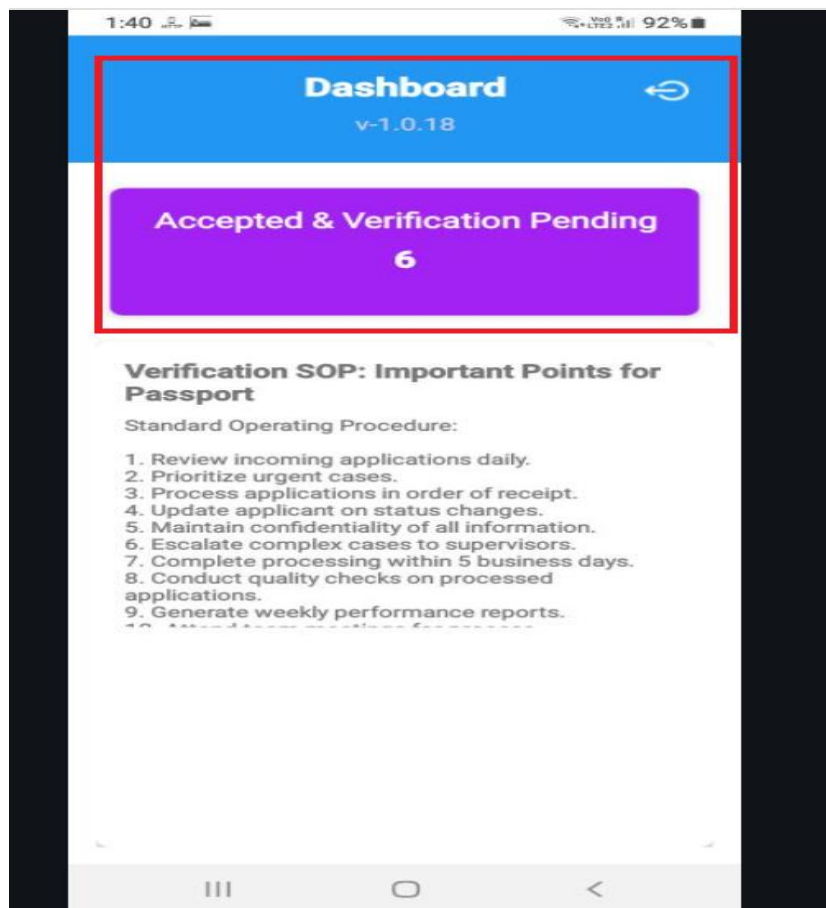 1:40 92%
Dashboard
v-1.0.18
Accepted & Verification Pending
6
Verification SOP: Important Points for
Passport
Standard Operating Procedure:
1. Review incoming applications daily.
2. Prioritize urgent cases.
3. Process applications in order of receipt.
4. Update applicant on status changes.
5. Maintain confidentiality of all information.
6. Escalate complex cases to supervisors.
7. Complete processing within 5 business days.
8. Conduct quality checks on processed
applications.
9. Generate weekly performance reports.